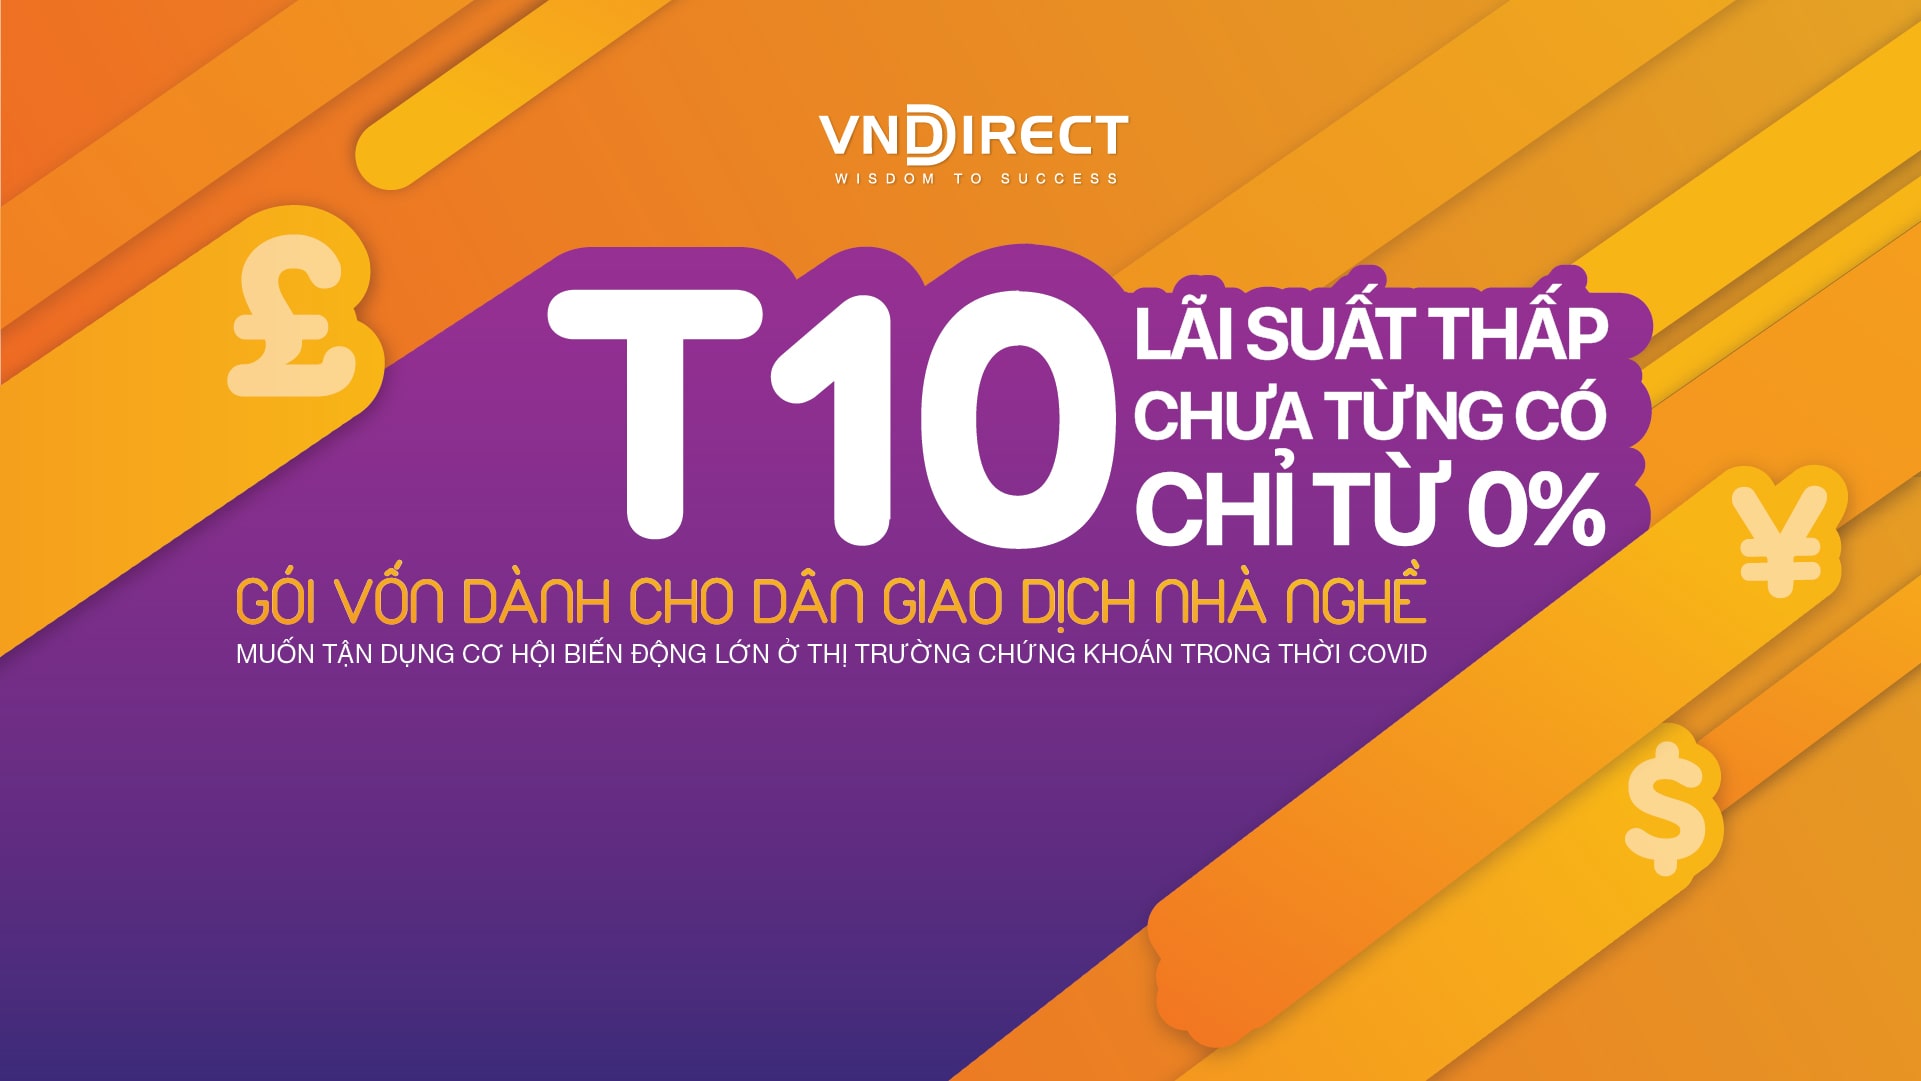 VNDIRECT
WISDOM TO SUCCESS
T10
LÃI SUẤT THẤP
CHƯA TỪNG CÓ
CHỈ TỪ 0%
GÓI VỐN DÀNH CHO DÂN GIAO DỊCH NHÀ NGHỀ
MUỐN TẬN DỤNG CƠ HỘI BIẾN ĐỘNG LỚN Ở THỊ TRƯỜNG CHỨNG KHOÁN TRONG THỜI COVID
£
¥
$